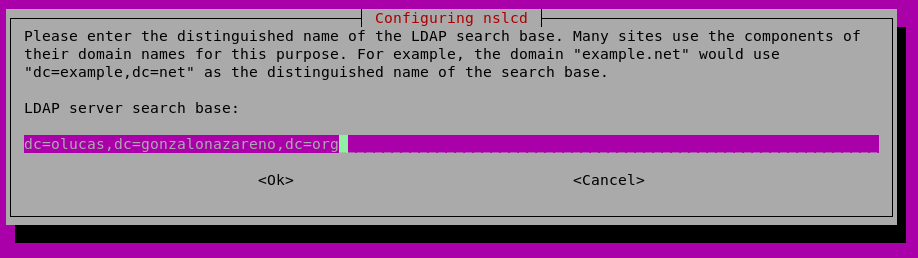 Configuring nslcd
Please enter the distinguished name of the LDAP search base. Many sites use the components of
their domain names for this purpose. For example, the domain "example.net" would use
"dc=example,dc=net" as the distinguished name of the search base.
LDAP server search base:
dc=olucas,dc=gonzalonazareno,dc=org
<Ok> <Cancel>